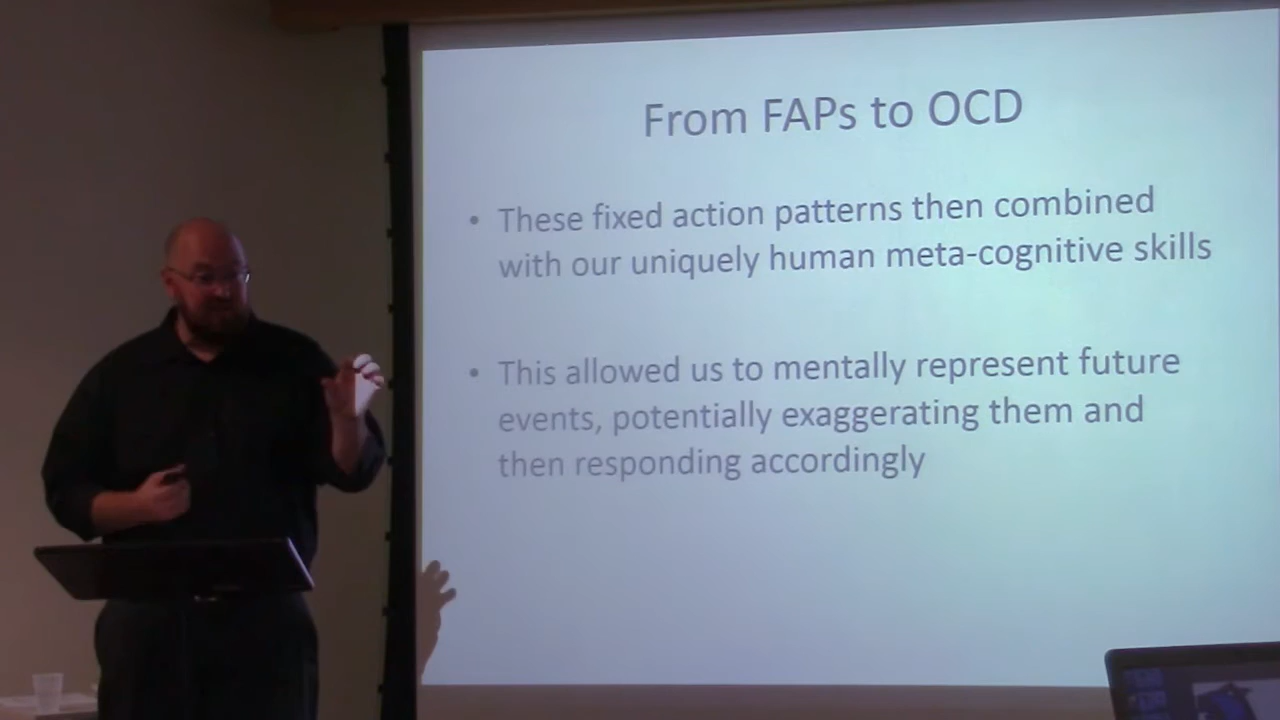 From FAPs to OCD
• These fixed action patterns then combined
with our uniquely human meta-cognitive skills
• This allowed us to mentally represent future
events, potentially exaggerating them and
then responding accordingly